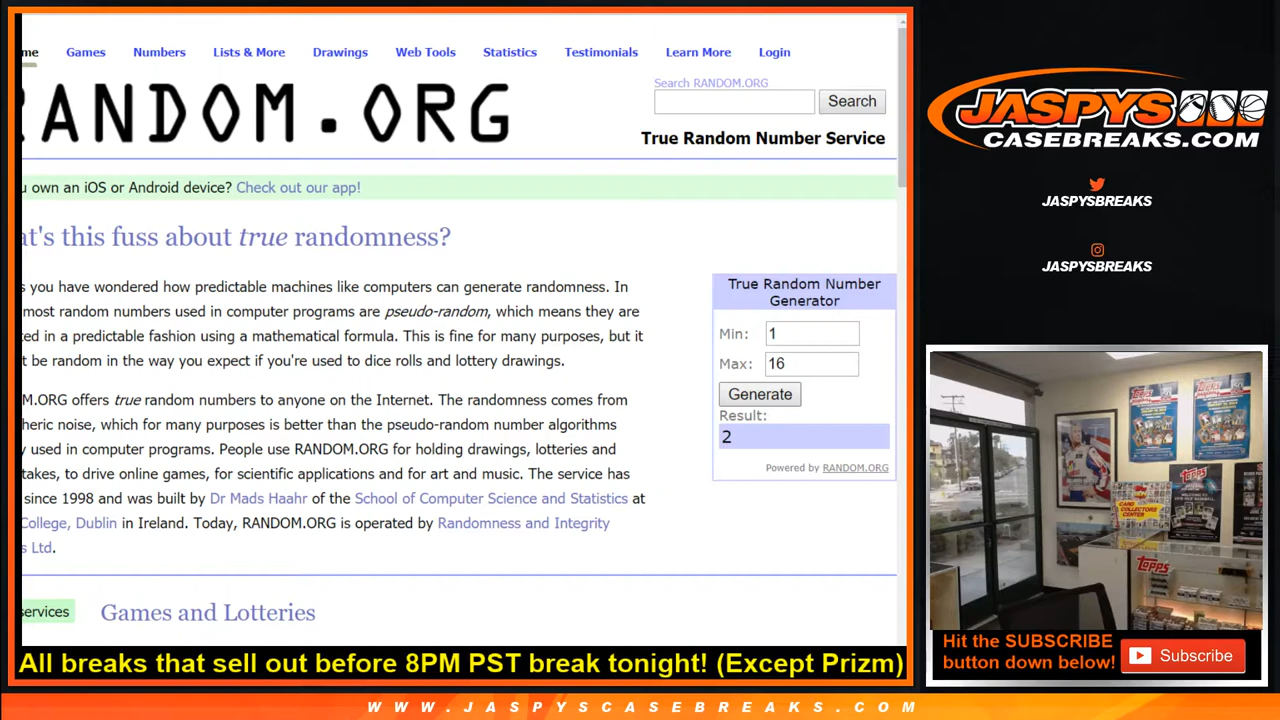 me Games Numbers Lists & More Drawings Web Tools Statistics Testimonials Learn More Login
Search RANDOM.ORG
Search
RANDOM.ORG
True Random Number Service
u own an iOS or Android device? Check out our app!
at's this fuss about true randomness?
s you have wondered how predictable machines like computers can generate randomness. In
most random numbers used in computer programs are pseudo-random, which means they are
ed in a predictable fashion using a mathematical formula. This is fine for many purposes, but it
t be random in the way you expect if you're used to dice rolls and lottery drawings.
M.ORG offers true random numbers to anyone on the Internet. The randomness comes from
heric noise, which for many purposes is better than the pseudo-random number algorithms
y used in computer programs. People use RANDOM.ORG for holding drawings, lotteries and
takes, to drive online games, for scientific applications and for art and music. The service has
since 1998 and was built by Dr Mads Haahr of the School of Computer Science and Statistics at
College, Dublin in Ireland. Today, RANDOM.ORG is operated by Randomness and Integrity
s Ltd.
True Random Number
Generator
Min: 1
Max: 16
Generate
Result:
2
Powered by RANDOM.ORG
services Games and Lotteries
All breaks that sell out before 8PM PST break tonight! (Except Prizm)
JASPYS
CASEBREAKS.COM
JASPYSBREAKS
JASPYSBREAKS
topps
topps
Topps
CARD
COLLECTORS
CENTER
topps
Hit the SUBSCRIBE
button down below!
Subscribe
WWW.JASPYSCASEBREAKS.COM